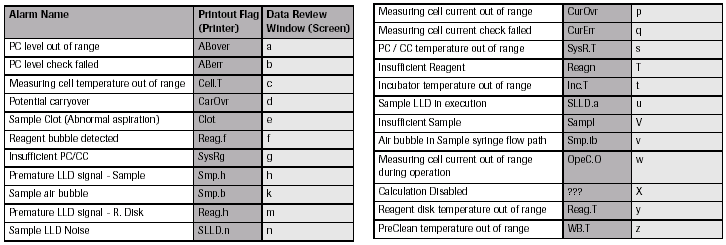 Alarm Name Printout Flag Data Review
(Printer) Window (Screen)
PC level out of range ABover a
PC level check failed ABerr b
Measuring cell temperature out of range Cell.T c
Potential carryover CarOvr d
Sample Clot (Abnormal aspiration) Clot e
Reagent bubble detected Reag.f f
Insufficient PC/CC SysRg g
Premature LLD signal - Sample Smp.h h
Sample air bubble Smp.b k
Premature LLD signal - R. Disk Reag.h m
Sample LLD Noise SLLD.n n
Measuring cell current out of range CurOvr p
Measuring cell current check failed CurErr q
PC / CC temperature out of range SysR.T s
Insufficient Reagent Reagn T
Incubator temperature out of range Inc.T t
Sample LLD in execution SLLD.a u
Insufficient Sample Sampl V
Air bubble in Sample syringe flow path Smp.ib v
Measuring cell current out of range OpeC.O w
during operation
Calculation Disabled ??? X
Reagent disk temperature out of range Reag.T y
PreClean temperature out of range WB.T z